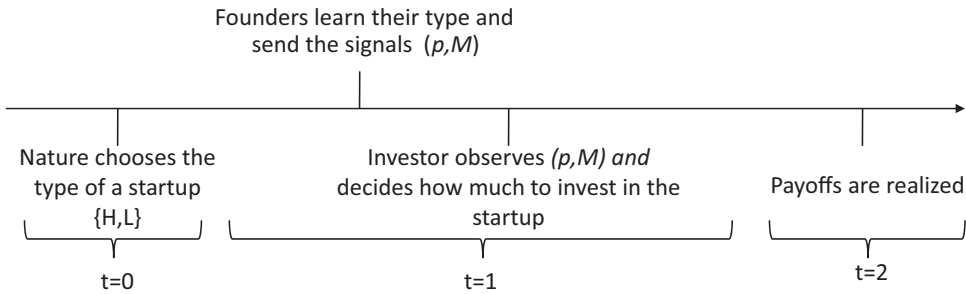 Founders learn their type and
send the signals (p,M)
Nature chooses the
type of a startup
{H,L}
Investor observes (p,M) and
decides how much to invest in the
startup
Payoffs are realized
t=0
t=1
t=2